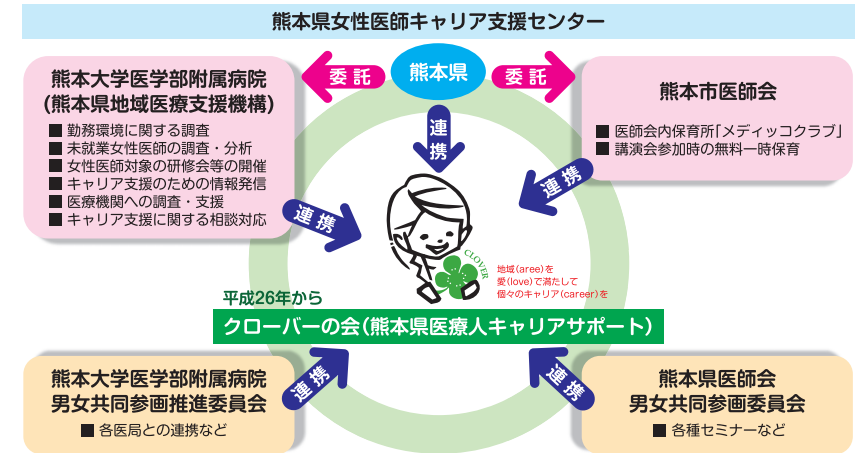 熊本県女性医師キャリア支援センター
熊本県
委託
委託
熊本大学医学部附属病院
(熊本県地域医療支援機構)
■ 勤務環境に関する調査
■ 未就業女性医師の調査・分析
■ 女性医師対象の研修会等の開催
■ キャリア支援のための情報発信
■ 医療機関への調査・支援
■ キャリア支援に関する相談対応
熊本市医師会
■ 医師会内保育所「メディッコクラブ」
■ 講演会参加時の無料一時保育
連携
連携
連携
CLOVER
地域(aree)を
愛(love)で満たして
個々のキャリア(career)を
平成26年から
クローバーの会(熊本県医療人キャリアサポート)
連携
連携
熊本大学医学部附属病院
男女共同参画推進委員会
■ 各医局との連携など
熊本県医師会
男女共同参画委員会
■ 各種セミナーなど